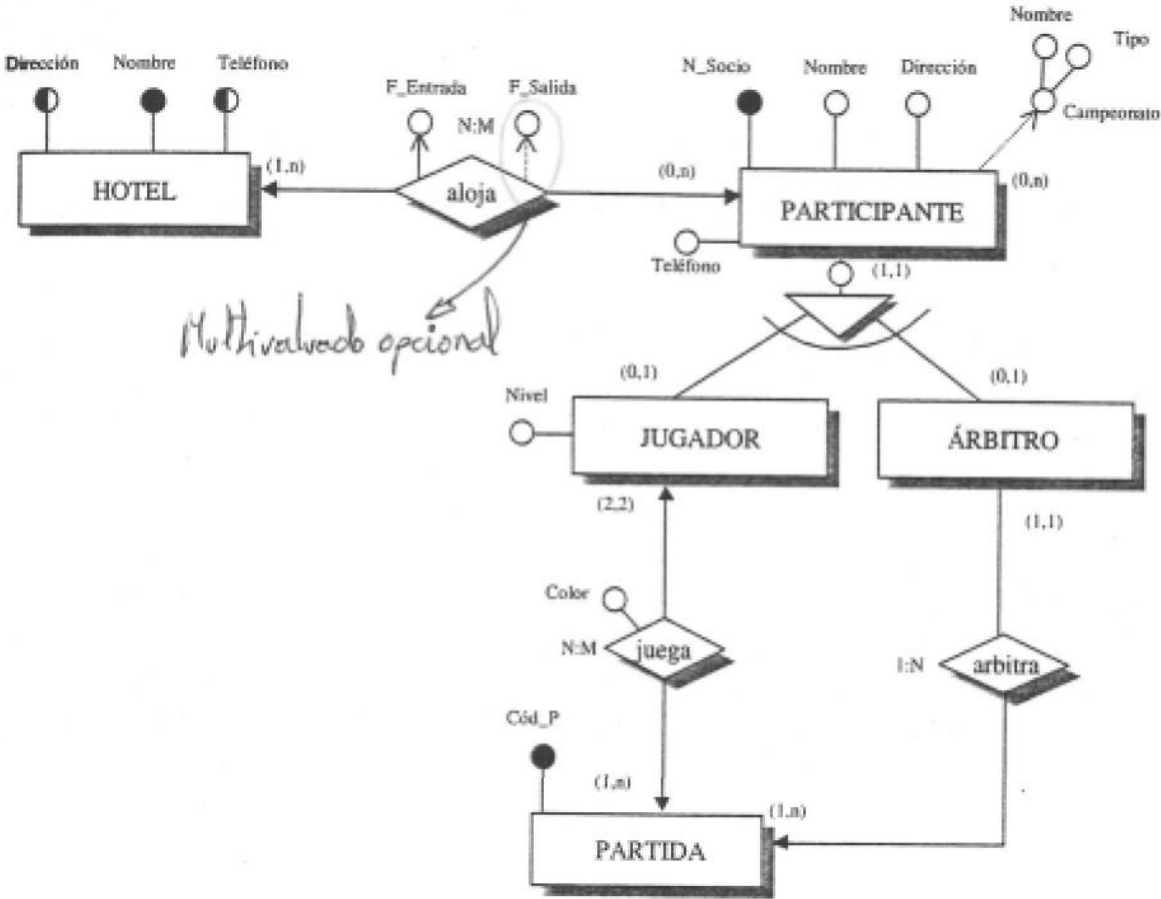 Nombre
Tipo
Dirección Nombre Teléfono
F_Entrada F_Salida
N_Socio Nombre Dirección
Campeonato
N:M
(1,n)
HOTEL
aloja
(0,n)
PARTICIPANTE
(0,n)
Teléfono
(1,1)
Multivaluado opcional
(0,1)
(0,1)
Nivel
JUGADOR
ÁRBITRO
(2,2)
(1,1)
Color
N:M
juega
1:N
arbitra
Cód_P
(1,n)
(1,n)
PARTIDA